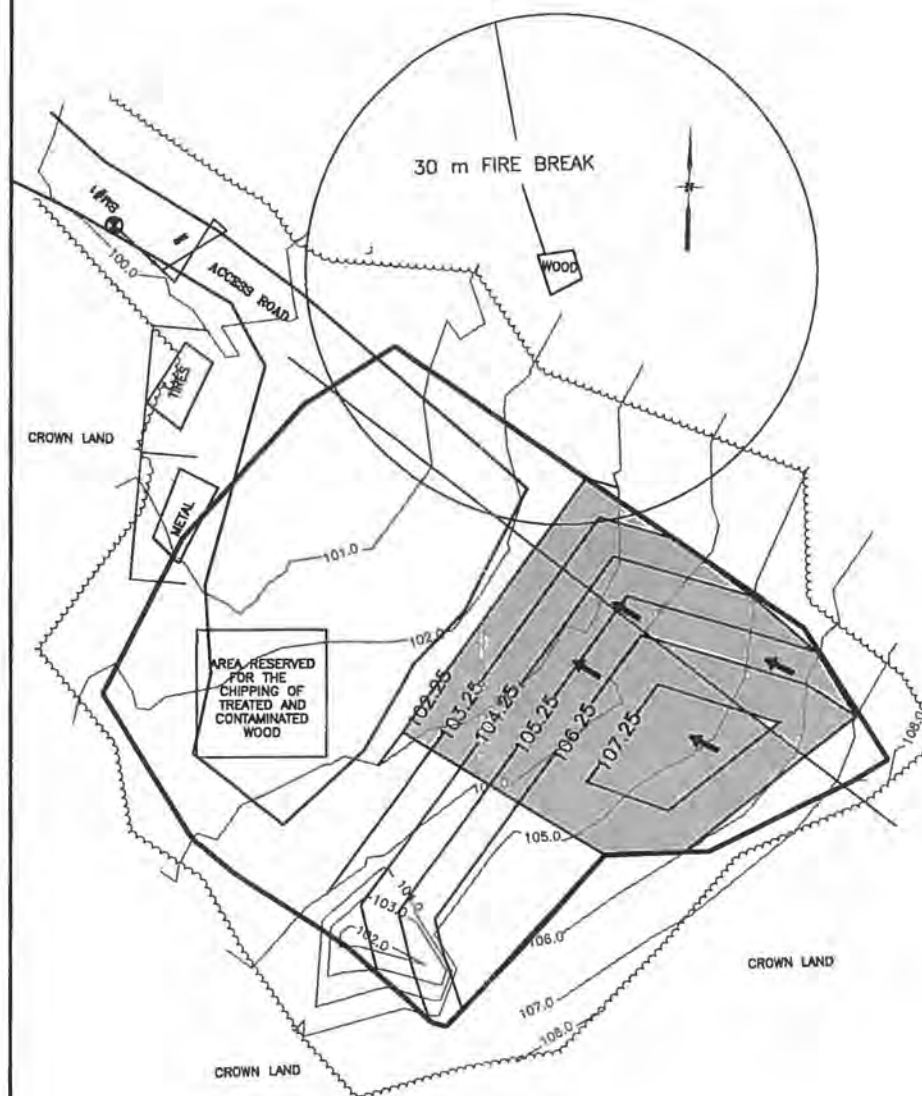 30 m FIRE BREAK
WOOD
100.0
ACCESS ROAD
TIRES
CROWN LAND
METAL
101.0
102.0
AREA RESERVED
FOR THE
CHIPPING OF
TREATED AND
CONTAMINATED
WOOD
102.25
103.25
104.25
105.25
106.25
107.25
108.0
105.0
103.0
102.0
106.0
CROWN LAND
107.0
108.0
CROWN LAND